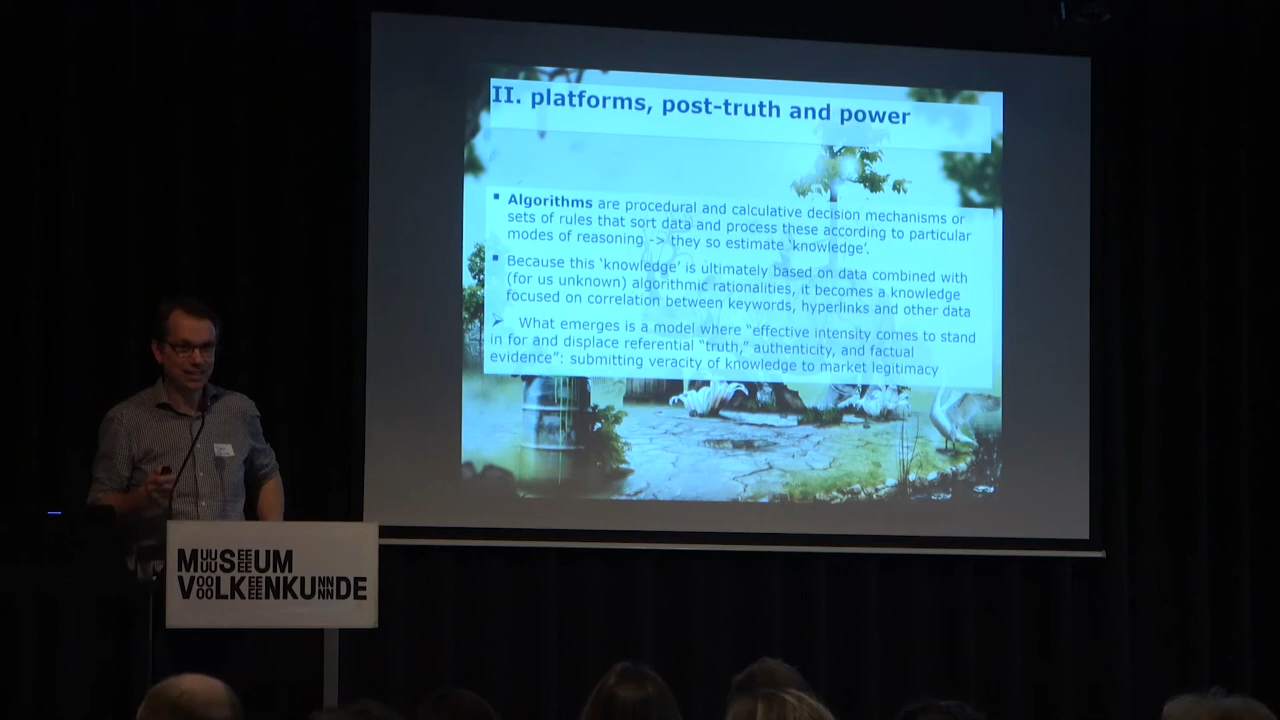 II. platforms, post-truth and power
▪ Algorithms are procedural and calculative decision mechanisms or
sets of rules that sort data and process these according to particular
modes of reasoning -> they so estimate ‘knowledge’.
▪ Because this ‘knowledge’ is ultimately based on data combined with
(for us unknown) algorithmic rationalities, it becomes a knowledge
focused on correlation between keywords, hyperlinks and other data
➢ What emerges is a model where “effective intensity comes to stand
in for and displace referential “truth,” authenticity, and factual
evidence”: submitting veracity of knowledge to market legitimacy
MUSEUM
VOLKENKUNDE